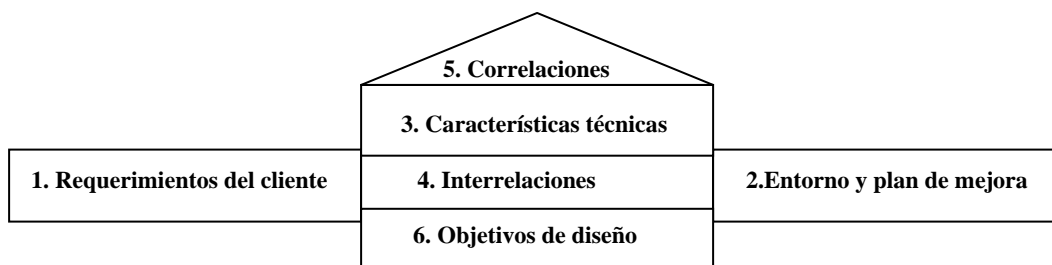 5. Correlaciones
3. Características técnicas
1. Requerimientos del cliente
4. Interrelaciones
2.Entorno y plan de mejora
6. Objetivos de diseño